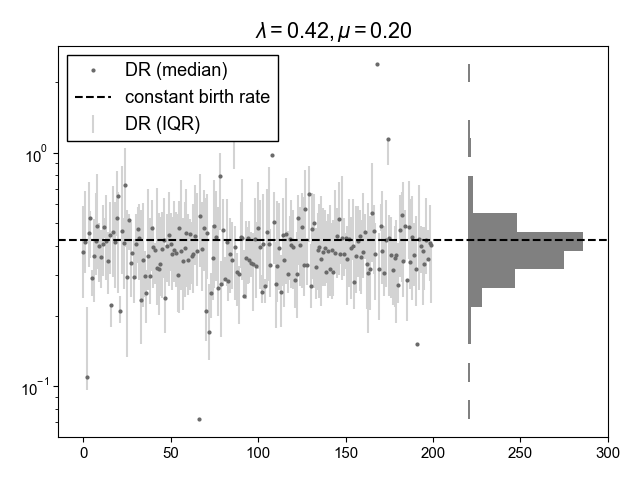 λ = 0.42, μ = 0.20
DR (median)
constant birth rate
DR (IQR)
10⁰
10⁻¹
0 50 100 150 200 250 300